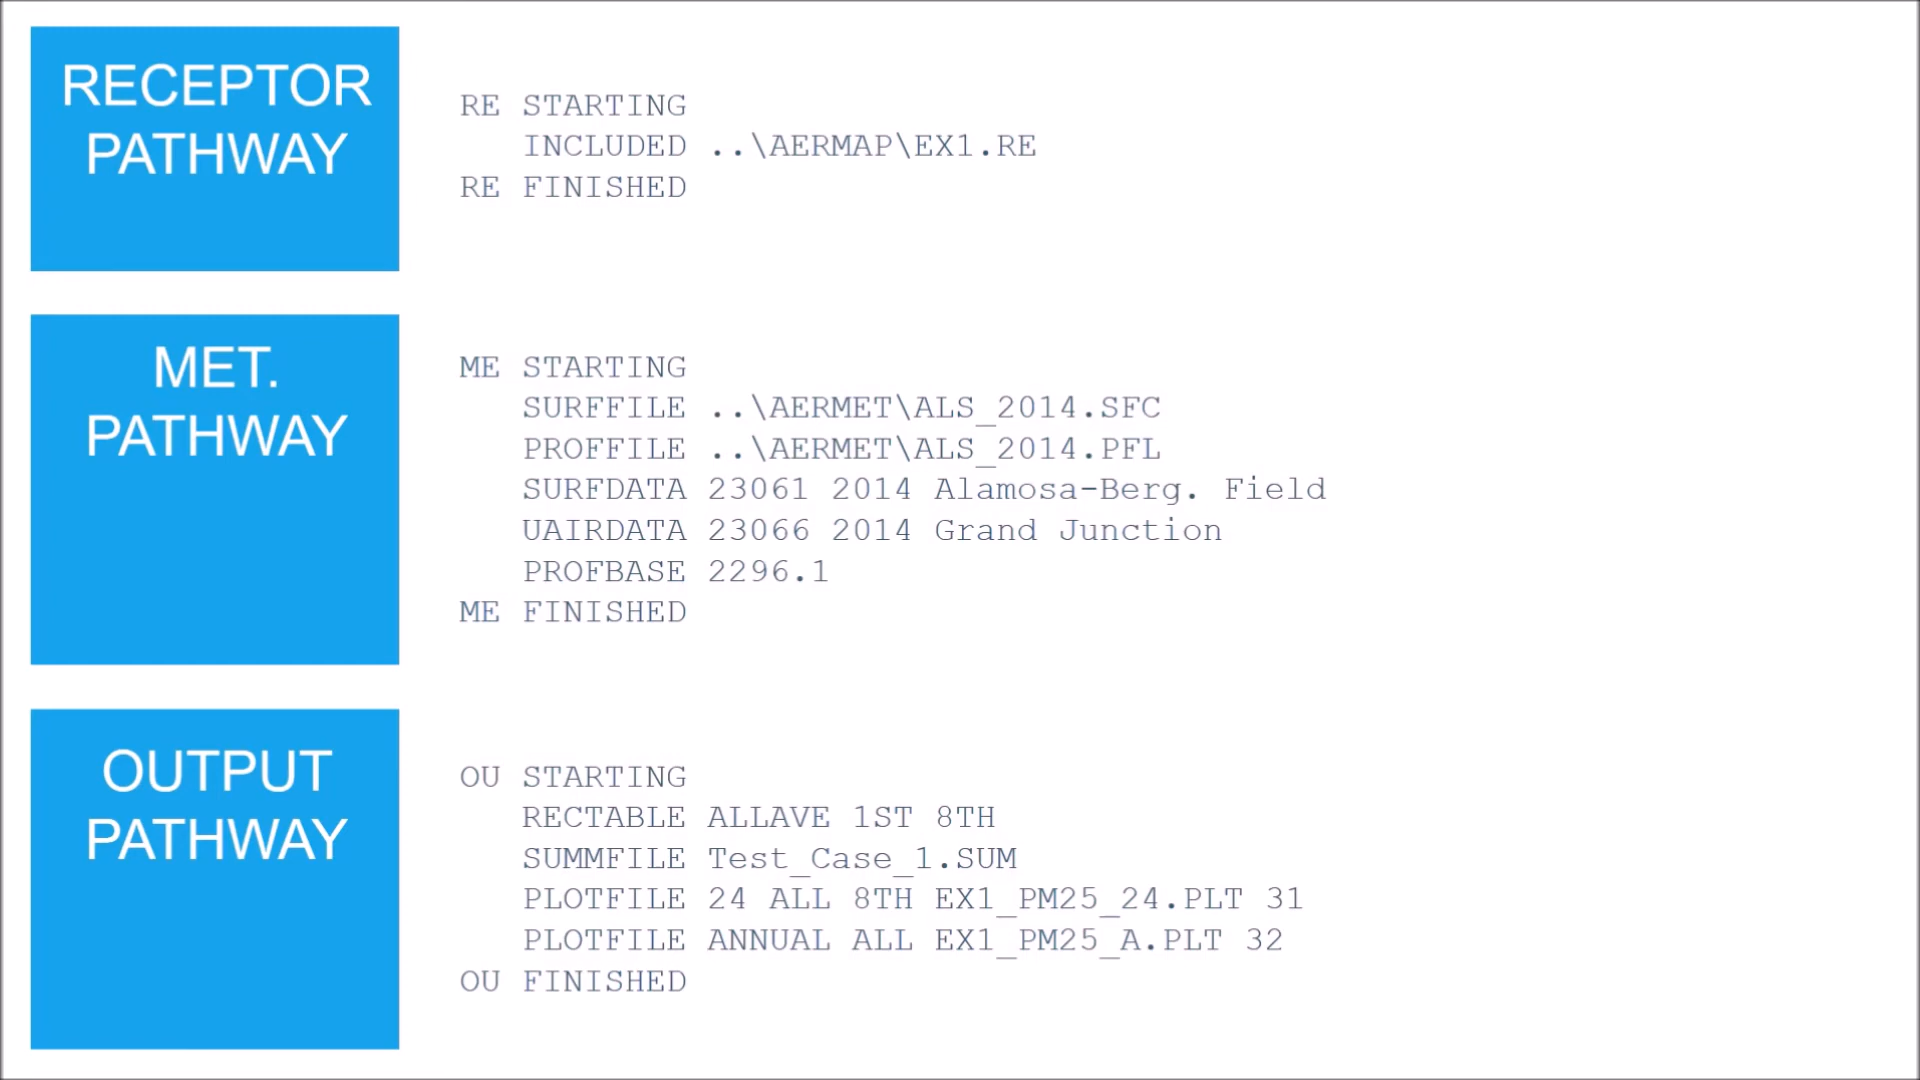 RECEPTOR
PATHWAY
RE STARTING
INCLUDED ..\AERMAP\EX1.RE
RE FINISHED
MET.
PATHWAY
ME STARTING
SURFFILE ..\AERMET\ALS_2014.SFC
PROFFILE ..\AERMET\ALS_2014.PFL
SURFDATA 23061 2014 Alamosa-Berg. Field
UAIRDATA 23066 2014 Grand Junction
PROFBASE 2296.1
ME FINISHED
OUTPUT
PATHWAY
OU STARTING
RECTABLE ALLAVE 1ST 8TH
SUMMFILE Test_Case_1.SUM
PLOTFILE 24 ALL 8TH EX1_PM25_24.PLT 31
PLOTFILE ANNUAL ALL EX1_PM25_A.PLT 32
OU FINISHED